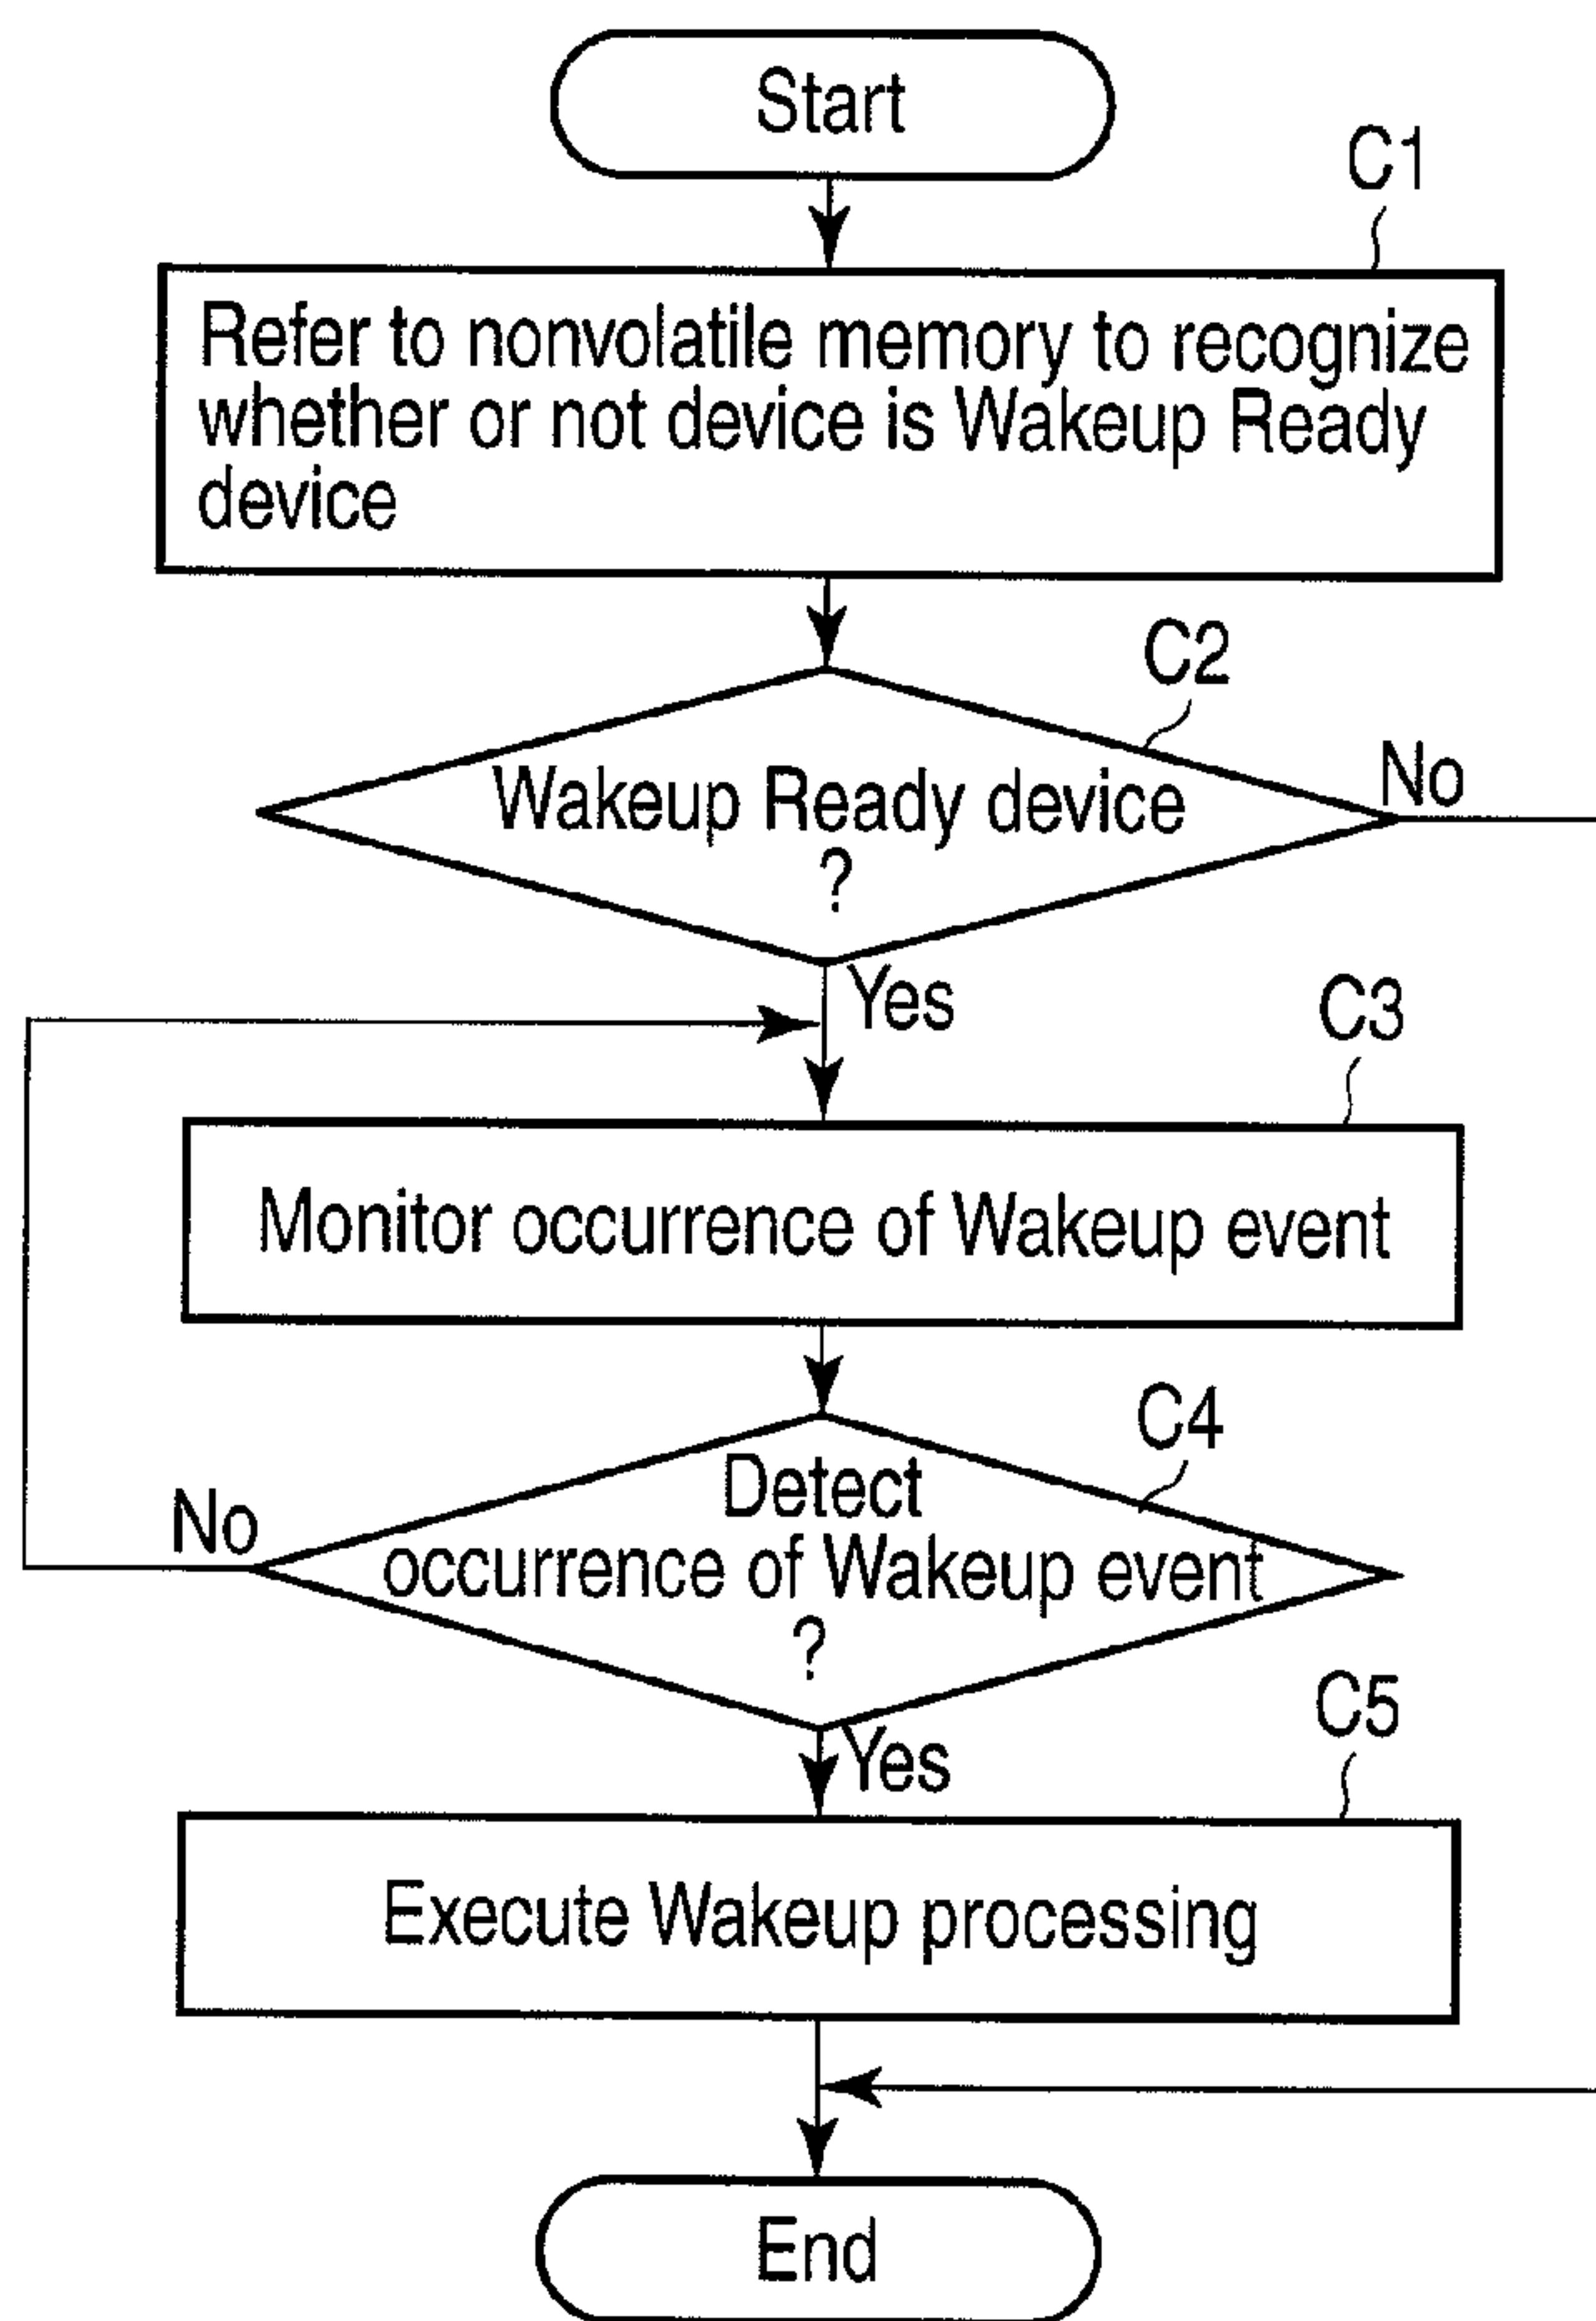 Start
C1
Refer to nonvolatile memory to recognize
whether or not device is Wakeup Ready
device
C2
Wakeup Ready device
?
No
Yes
C3
Monitor occurrence of Wakeup event
C4
Detect
occurrence of Wakeup event
?
No
Yes
C5
Execute Wakeup processing
End